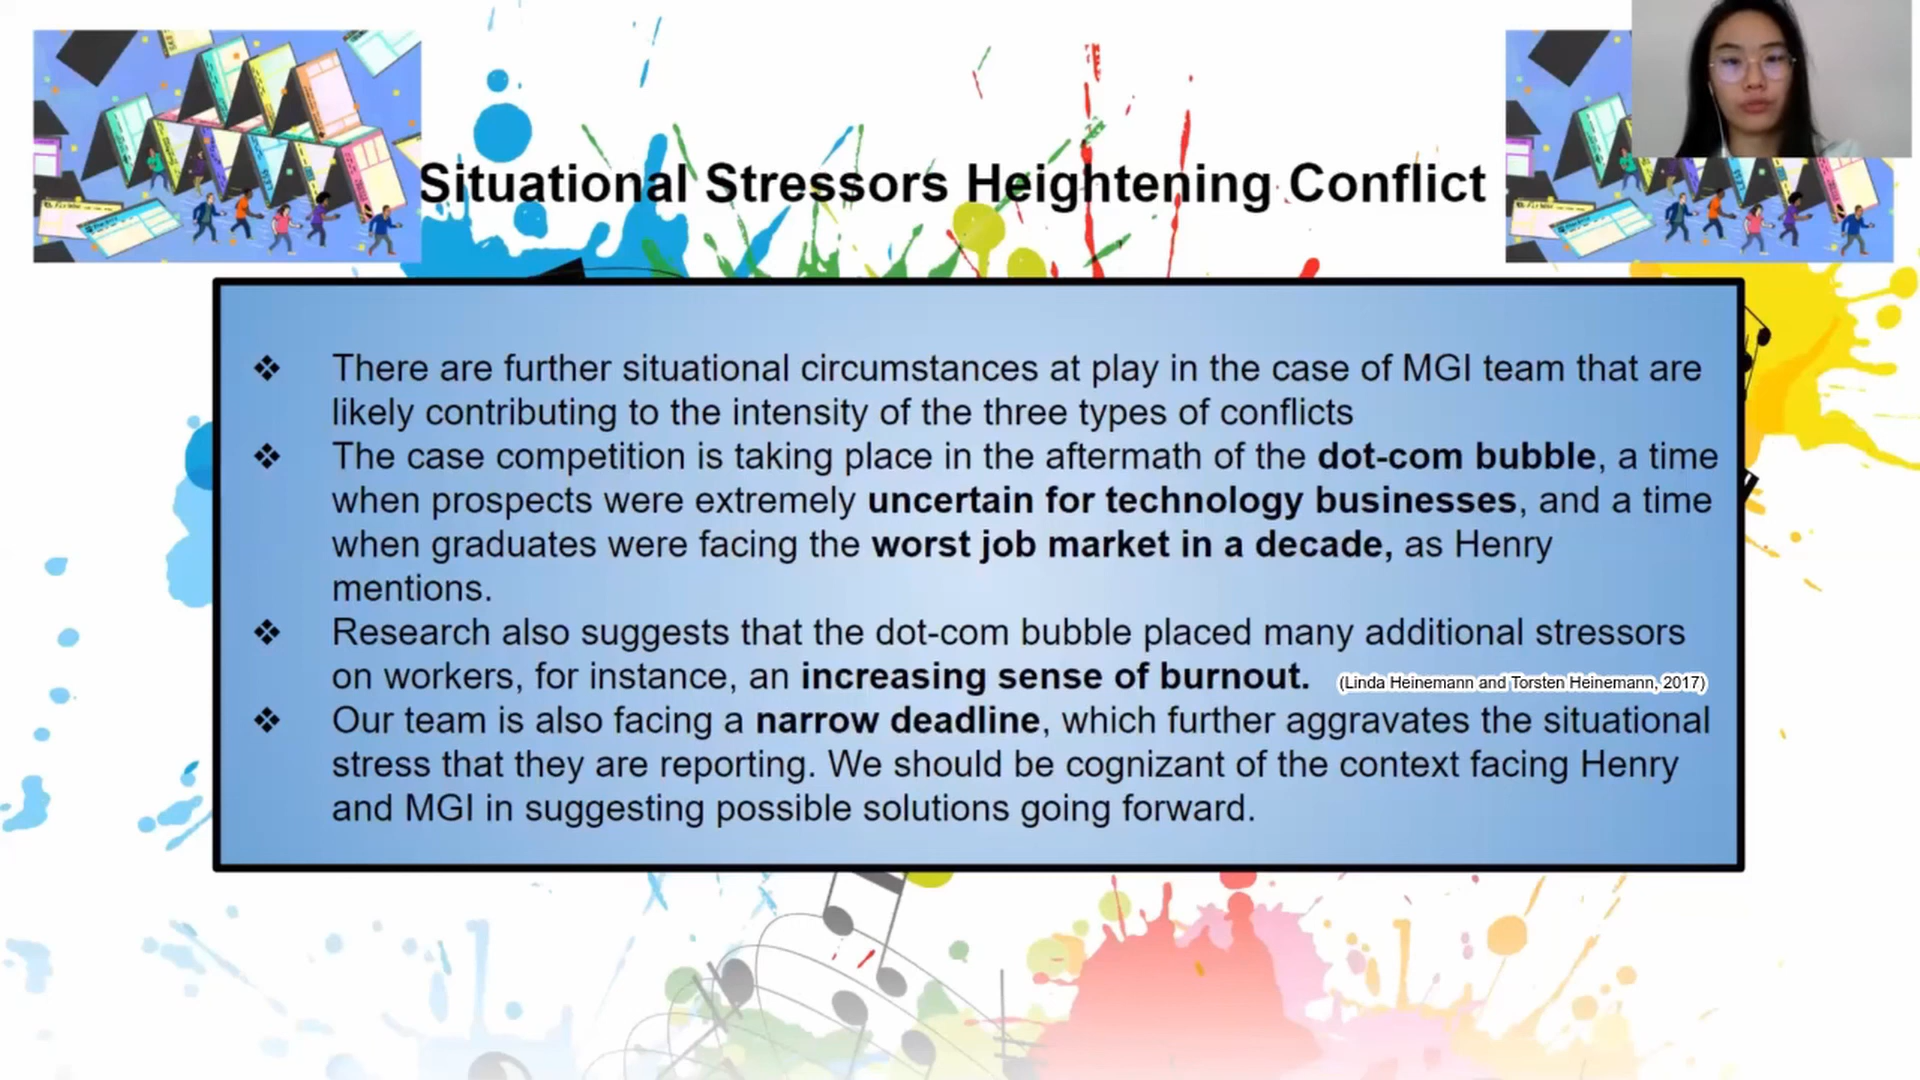 Situational Stressors Heightening Conflict
❖ There are further situational circumstances at play in the case of MGI team that are
likely contributing to the intensity of the three types of conflicts
❖ The case competition is taking place in the aftermath of the dot-com bubble, a time
when prospects were extremely uncertain for technology businesses, and a time
when graduates were facing the worst job market in a decade, as Henry
mentions.
❖ Research also suggests that the dot-com bubble placed many additional stressors
on workers, for instance, an increasing sense of burnout. (Linda Heinemann and Torsten Heinemann, 2017)
❖ Our team is also facing a narrow deadline, which further aggravates the situational
stress that they are reporting. We should be cognizant of the context facing Henry
and MGI in suggesting possible solutions going forward.